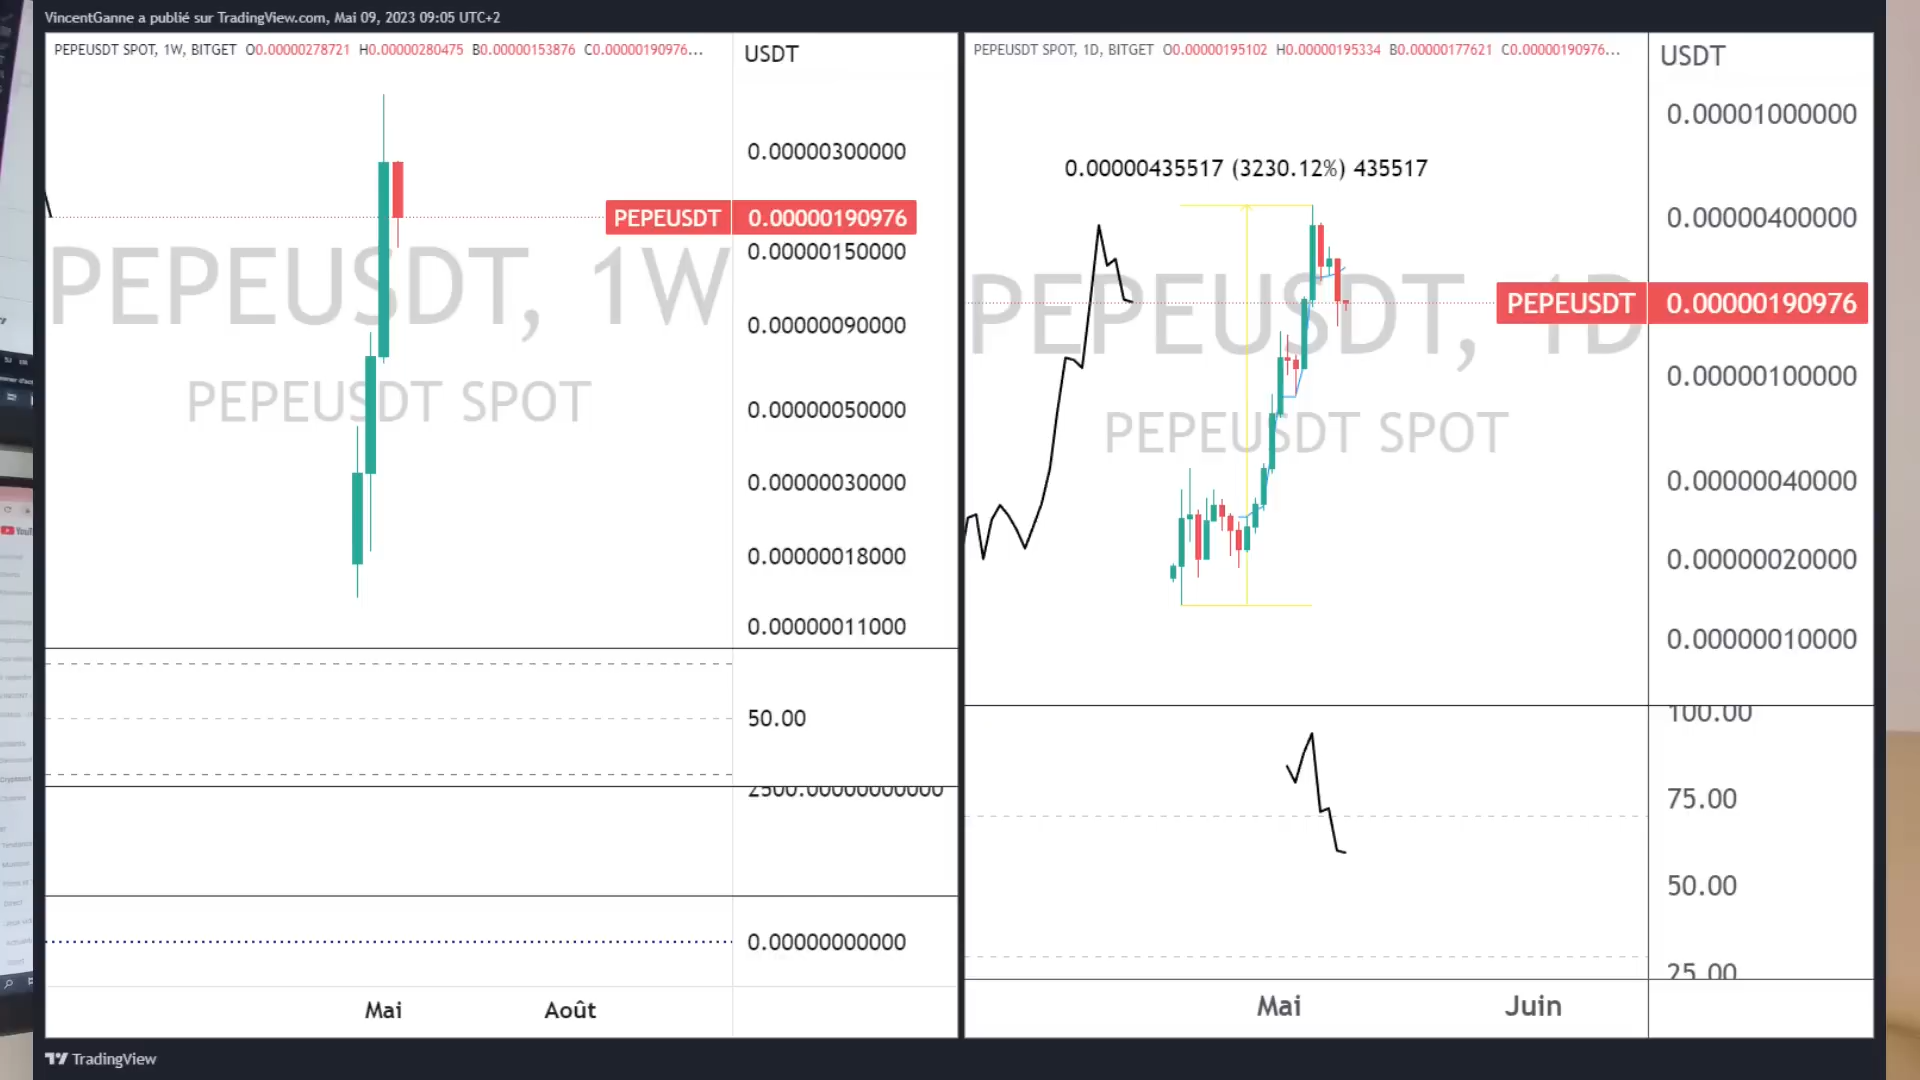 VincentGanne a publié sur TradingView.com, Mai 09, 2023 09:05 UTC+2
PEPEUSDT SPOT, 1W, BITGET O0.00000278721 H0.00000280475 B0.00000153876 C0.00000190976...
USDT
0.00000300000
PEPEUSDT 0.00000190976
0.00000150000
PEPEUSDT, 1W
0.00000090000
PEPEUSDT SPOT
0.00000050000
0.00000030000
0.00000018000
0.00000011000
50.00
2500.00000000000
0.00000000000
Mai
Août
PEPEUSDT SPOT, 1D, BITGET O0.00000195102 H0.00000195334 B0.00000177621 C0.00000190976...
USDT
0.00001000000
0.00000435517 (3230.12%) 435517
0.00000400000
PEPEUSDT 0.00000190976
PEPEUSDT, 1D
0.00000100000
PEPEUSDT SPOT
0.00000040000
0.00000020000
0.00000010000
100.00
75.00
50.00
25.00
Mai
Juin
TradingView